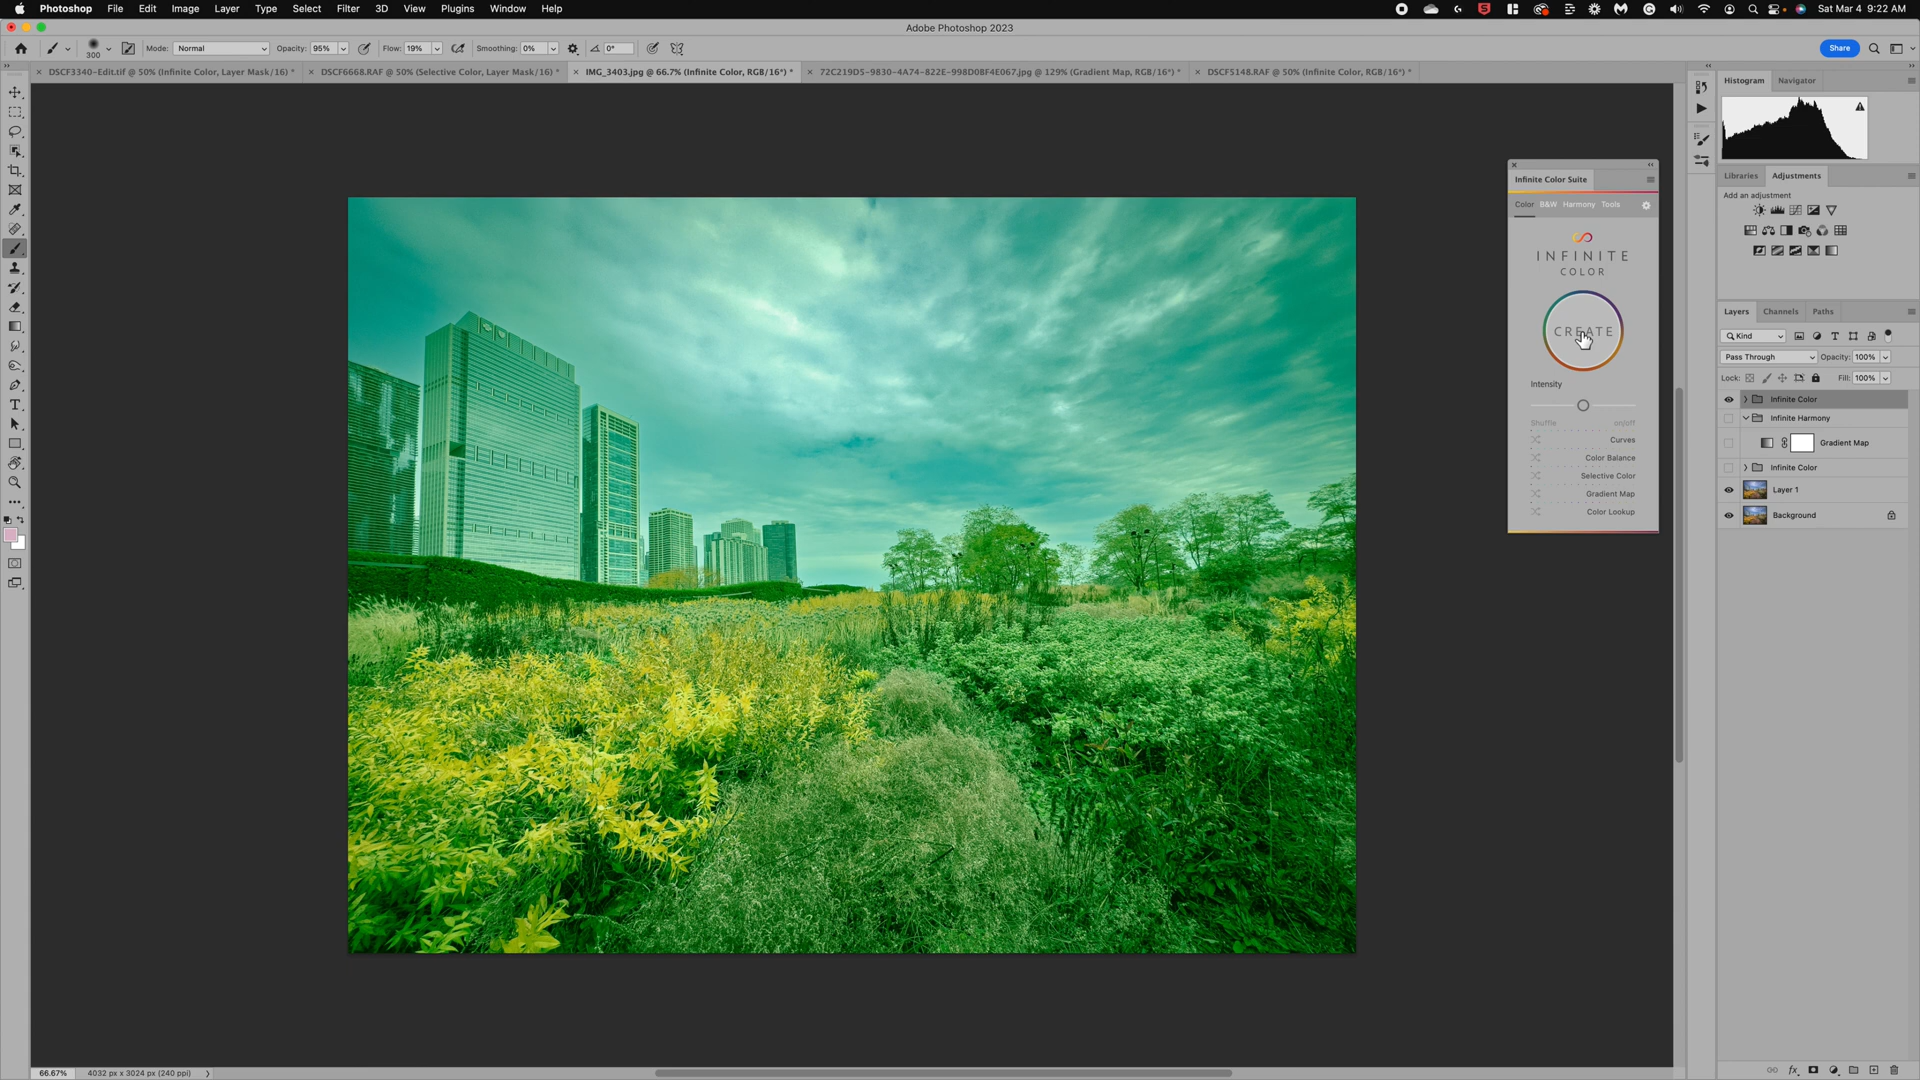 Photoshop File Edit Image Layer Type Select Filter 3D View Plugins Window Help Sat Mar 4 9:22 AM
Adobe Photoshop 2023
300 Mode: Normal Opacity: 95% Flow: 19% Smoothing: 0% 0° Share
DSCF3340-Edit.tif @ 50% (Infinite Color, Layer Mask/16) * DSCF6668.RAF @ 50% (Selective Color, Layer Mask/16) * IMG_3403.jpg @ 66.7% (Infinite Color, RGB/16*) * 72C219D5-9830-4A74-822E-998D0BF4E067.jpg @ 129% (Gradient Map, RGB/16*) * DSCF5148.RAF @ 50% (Infinite Color, RGB/16*) *
Histogram Navigator
Libraries Adjustments
Add an adjustment
Infinite Color Suite
Color B&W Harmony Tools
INFINITE
COLOR
CREATE
Intensity
Shuffle on/off
Curves
Color Balance
Selective Color
Gradient Map
Color Lookup
Layers Channels Paths
Kind
Pass Through Opacity: 100%
Lock: Fill: 100%
Infinite Color
Infinite Harmony
Gradient Map
Infinite Color
Layer 1
Background
66.67% 4032 px x 3024 px (240 ppi)